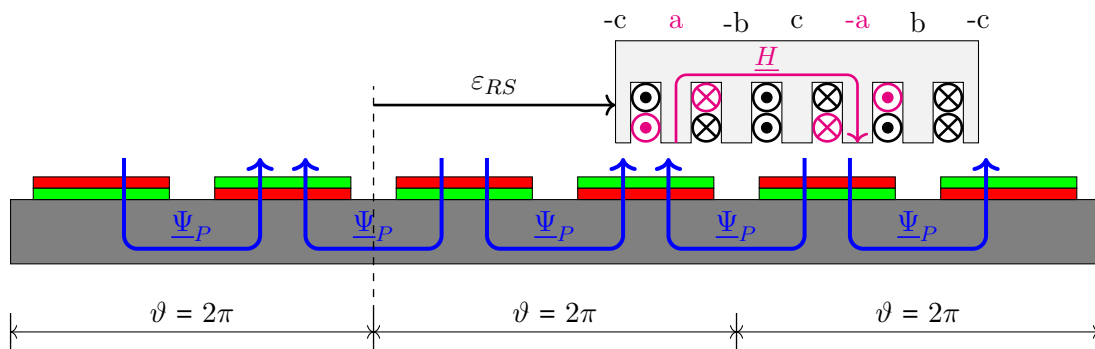 -c a -b c -a b -c
H
ε_RS
Ψ_P Ψ_P Ψ_P Ψ_P Ψ_P
ϑ = 2π ϑ = 2π ϑ = 2π